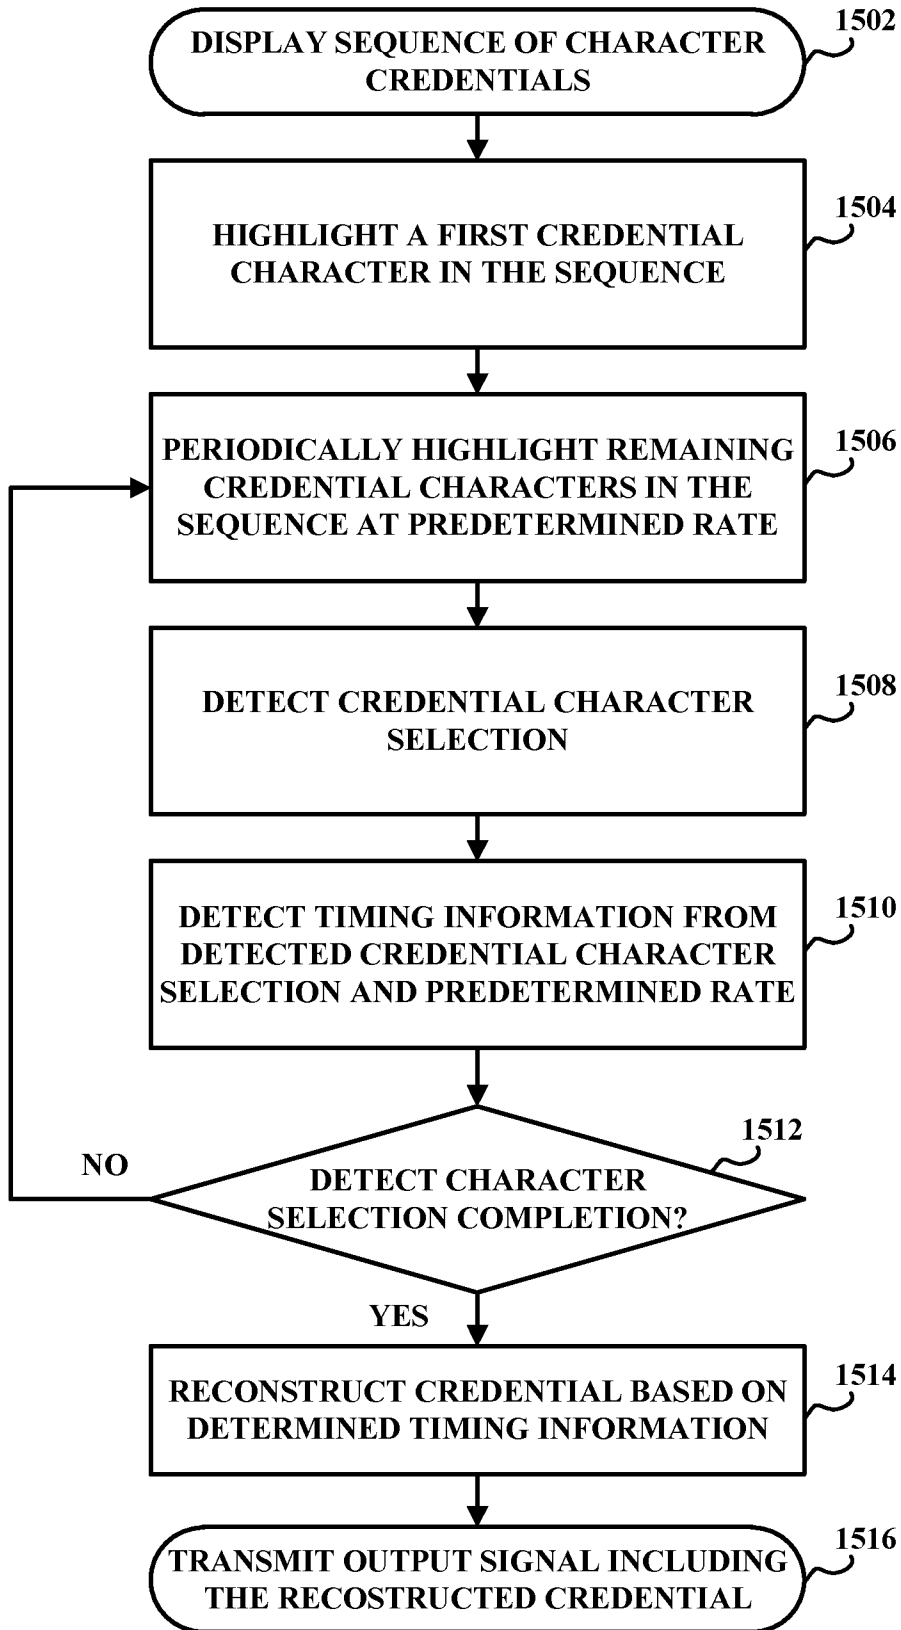 1502
DISPLAY SEQUENCE OF CHARACTER
CREDENTIALS
1504
HIGHLIGHT A FIRST CREDENTIAL
CHARACTER IN THE SEQUENCE
1506
PERIODICALLY HIGHLIGHT REMAINING
CREDENTIAL CHARACTERS IN THE
SEQUENCE AT PREDETERMINED RATE
1508
DETECT CREDENTIAL CHARACTER
SELECTION
1510
DETECT TIMING INFORMATION FROM
DETECTED CREDENTIAL CHARACTER
SELECTION AND PREDETERMINED RATE
1512
NO
DETECT CHARACTER
SELECTION COMPLETION?
YES
1514
RECONSTRUCT CREDENTIAL BASED ON
DETERMINED TIMING INFORMATION
1516
TRANSMIT OUTPUT SIGNAL INCLUDING
THE RECOSTRUCTED CREDENTIAL